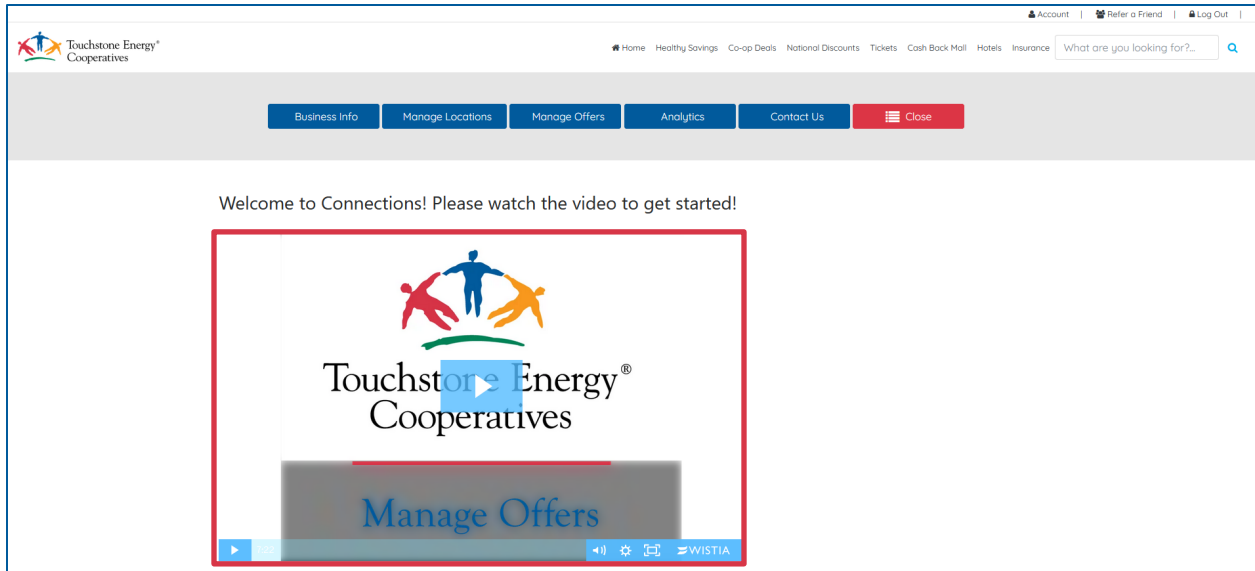 Account | Refer a Friend | Log Out |
Touchstone Energy®
Cooperatives
Home Healthy Savings Co-op Deals National Discounts Tickets Cash Back Mall Hotels Insurance What are you looking for?...
Business Info Manage Locations Manage Offers Analytics Contact Us Close
Welcome to Connections! Please watch the video to get started!
Touchstone Energy®
Cooperatives
Manage Offers
WISTIA